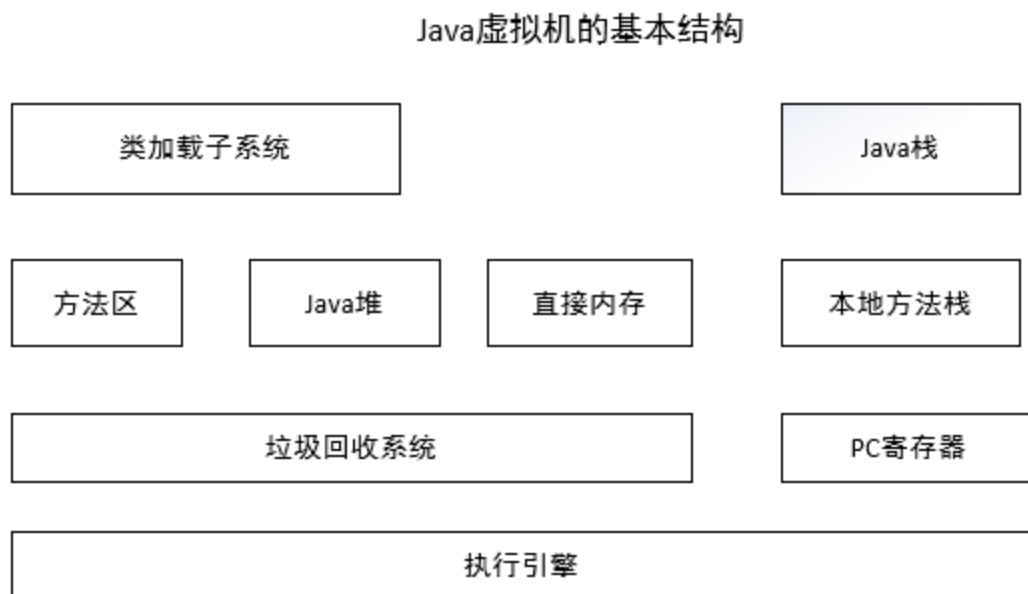 Java虚拟机的基本结构
类加载子系统
Java栈
方法区
Java堆
直接内存
本地方法栈
垃圾回收系统
PC寄存器
执行引擎